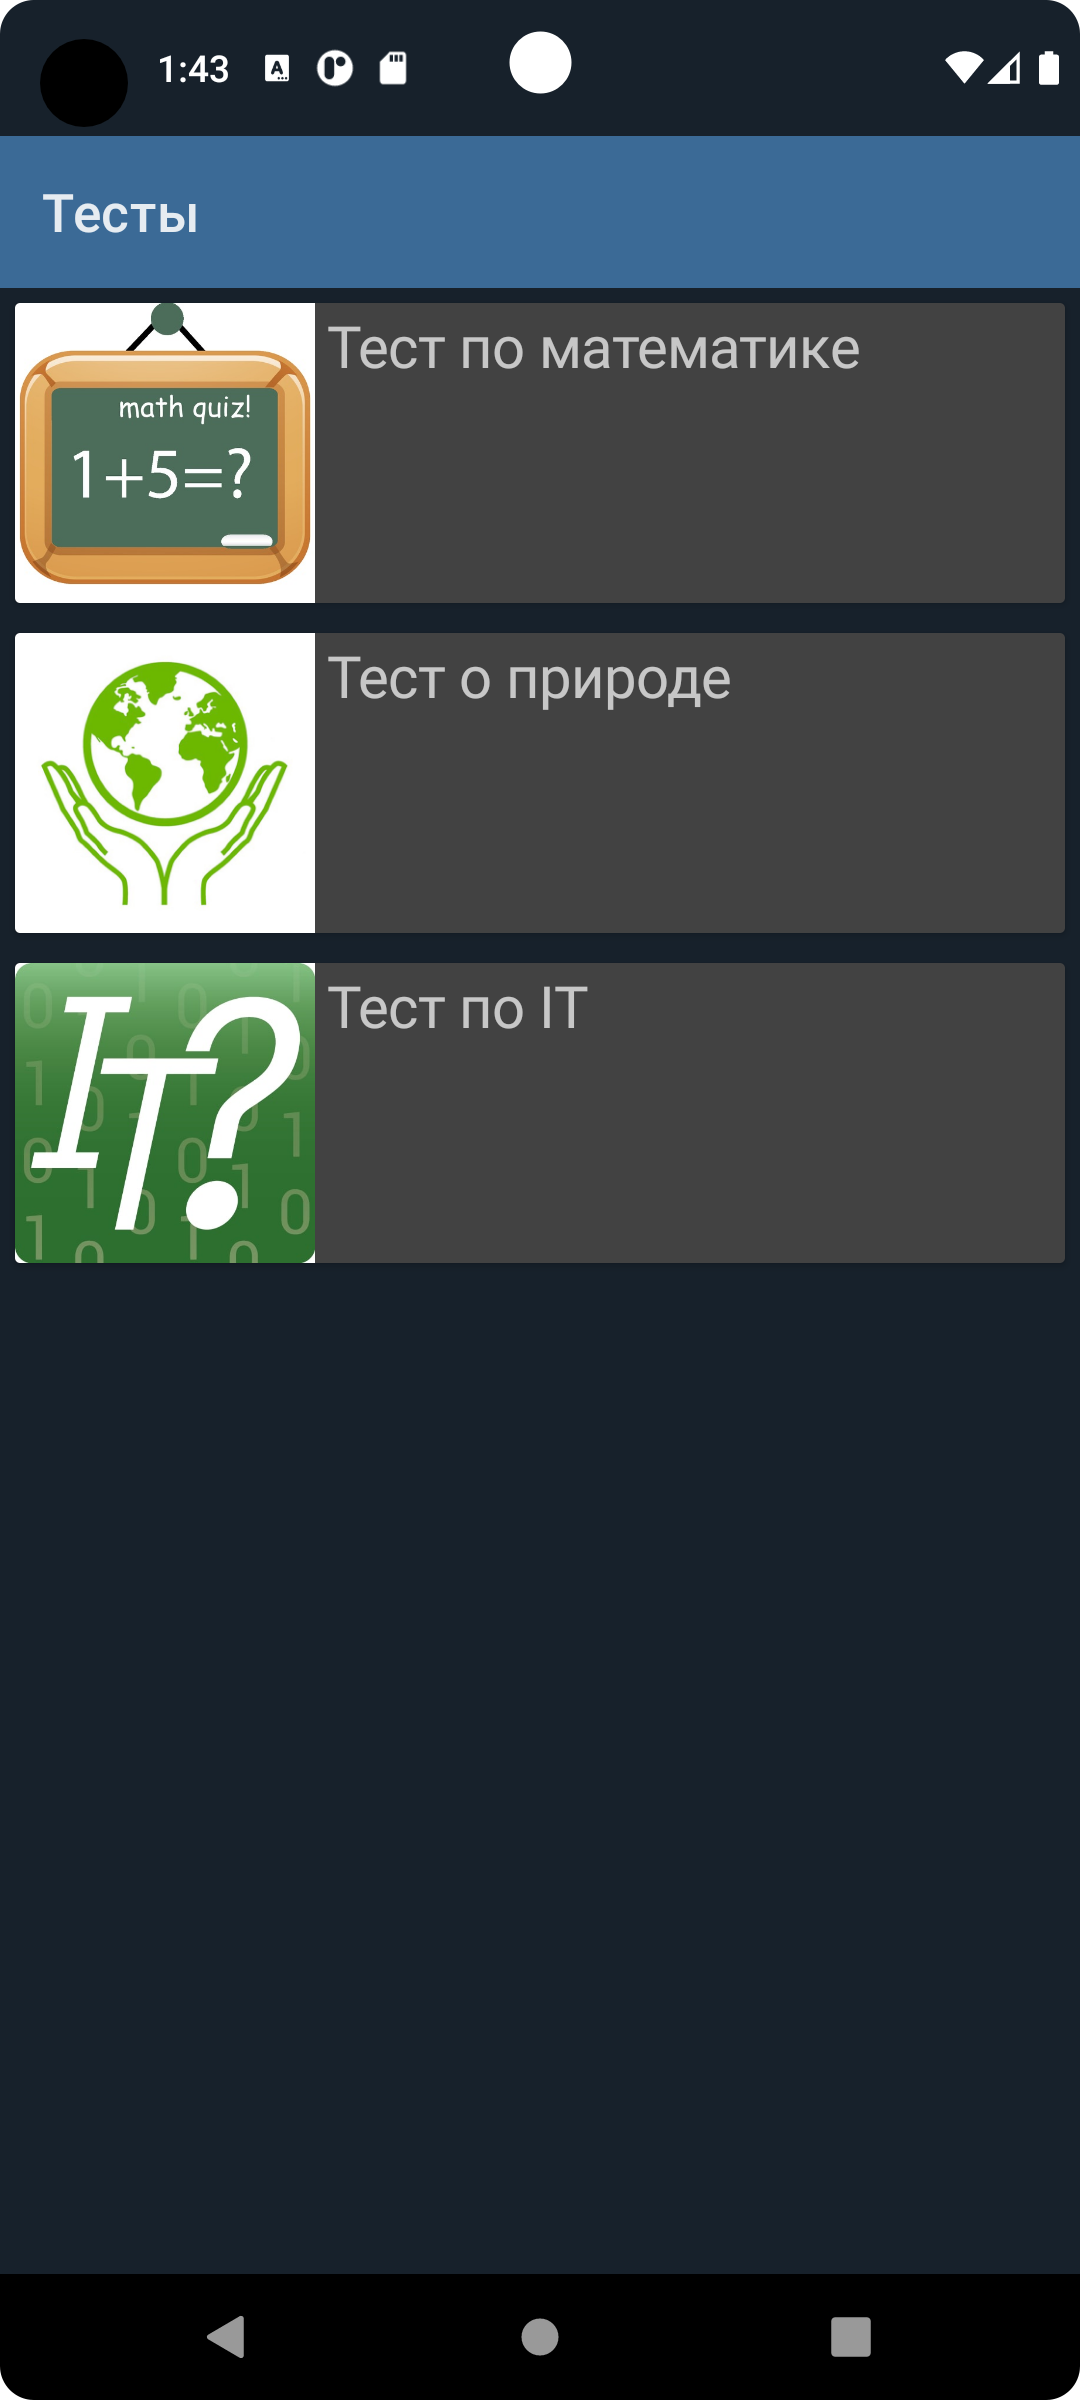 1:43
Тесты
math quiz!
1+5=?
Тест по математике
Тест о природе
IT?
Тест по IT